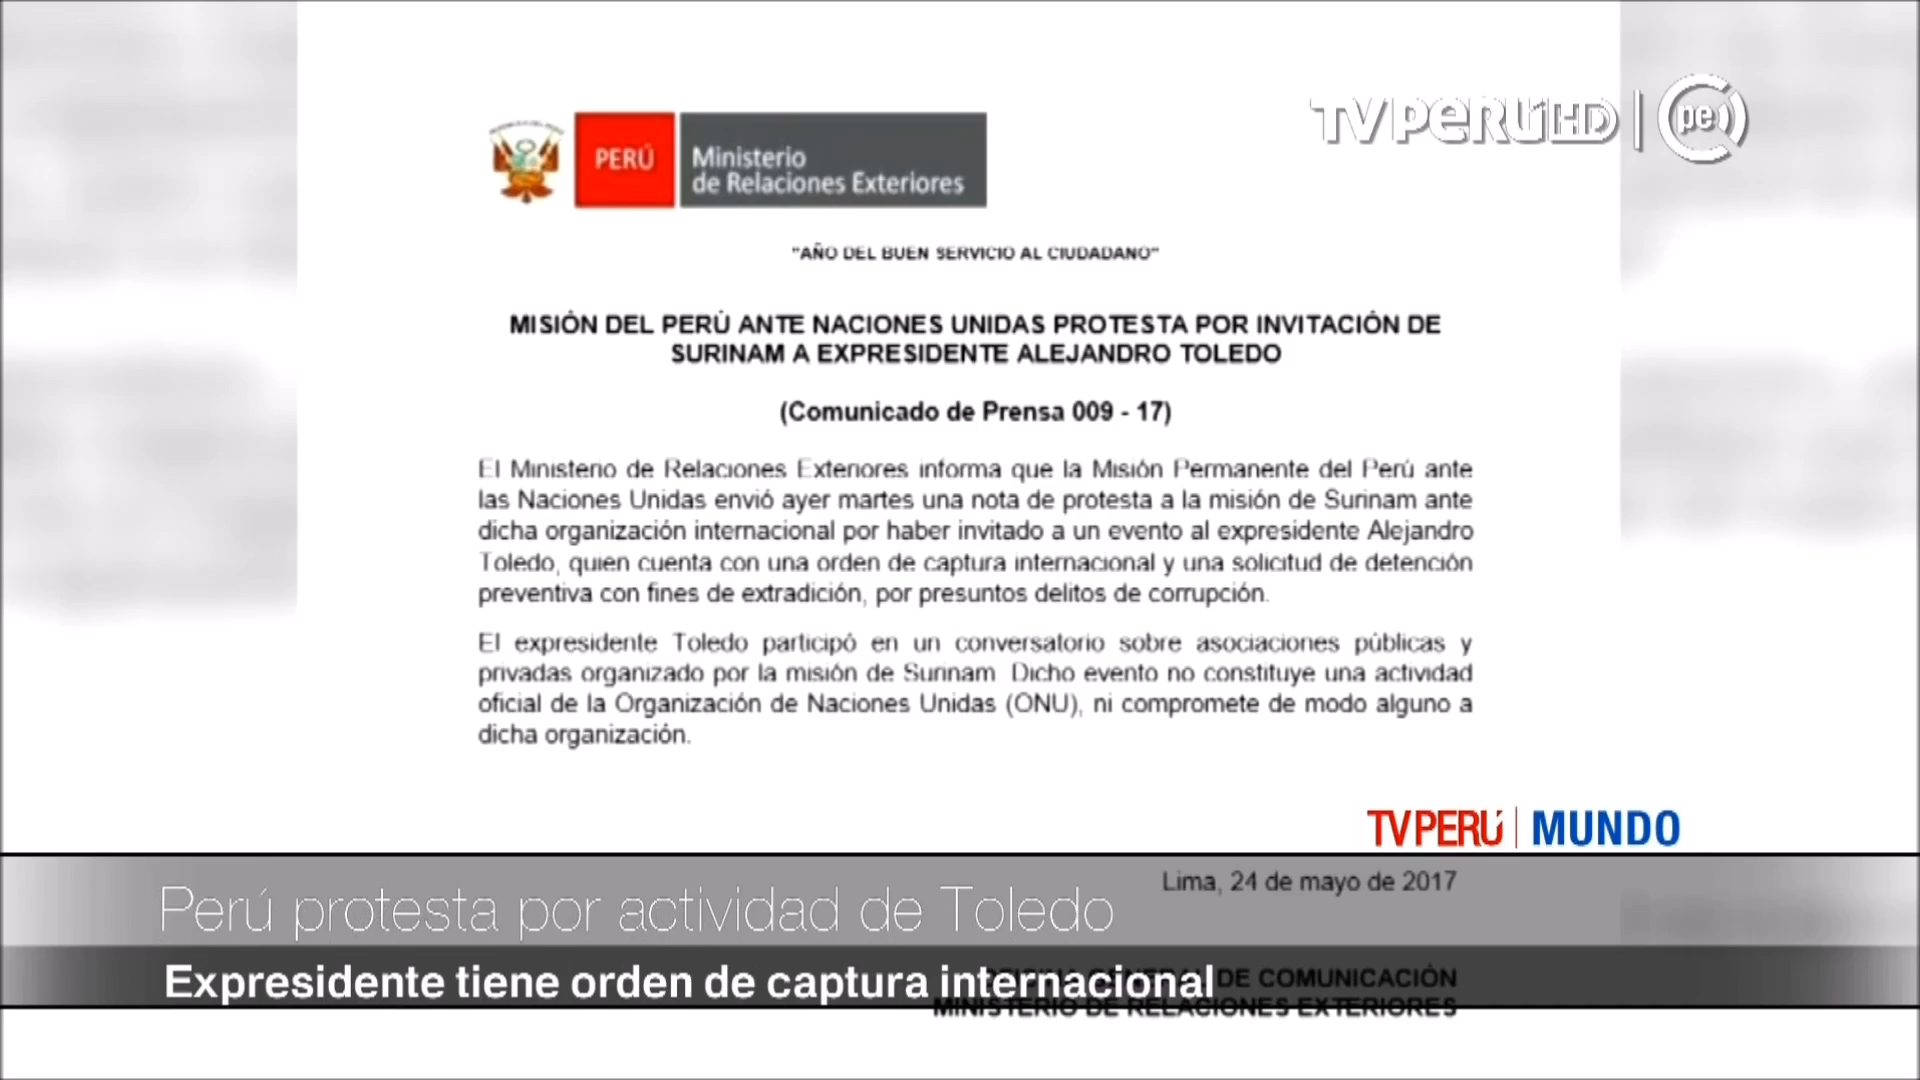 TVPERÚ HD | pe
PERÚ
Ministerio
de Relaciones Exteriores
"AÑO DEL BUEN SERVICIO AL CIUDADANO"
MISIÓN DEL PERÚ ANTE NACIONES UNIDAS PROTESTA POR INVITACIÓN DE
SURINAM A EXPRESIDENTE ALEJANDRO TOLEDO
(Comunicado de Prensa 009 - 17)
El Ministerio de Relaciones Exteriores informa que la Misión Permanente del Perú ante
las Naciones Unidas envió ayer martes una nota de protesta a la misión de Surinam ante
dicha organización internacional por haber invitado a un evento al expresidente Alejandro
Toledo, quien cuenta con una orden de captura internacional y una solicitud de detención
preventiva con fines de extradición, por presuntos delitos de corrupción.
El expresidente Toledo participó en un conversatorio sobre asociaciones públicas y
privadas organizado por la misión de Surinam Dicho evento no constituye una actividad
oficial de la Organización de Naciones Unidas (ONU), ni compromete de modo alguno a
dicha organización.
TVPERÚ | MUNDO
Lima, 24 de mayo de 2017
Perú protesta por actividad de Toledo
Expresidente tiene orden de captura internacional
DE COMUNICACIÓN
MINISTERIO DE RELACIONES EXTERIORES